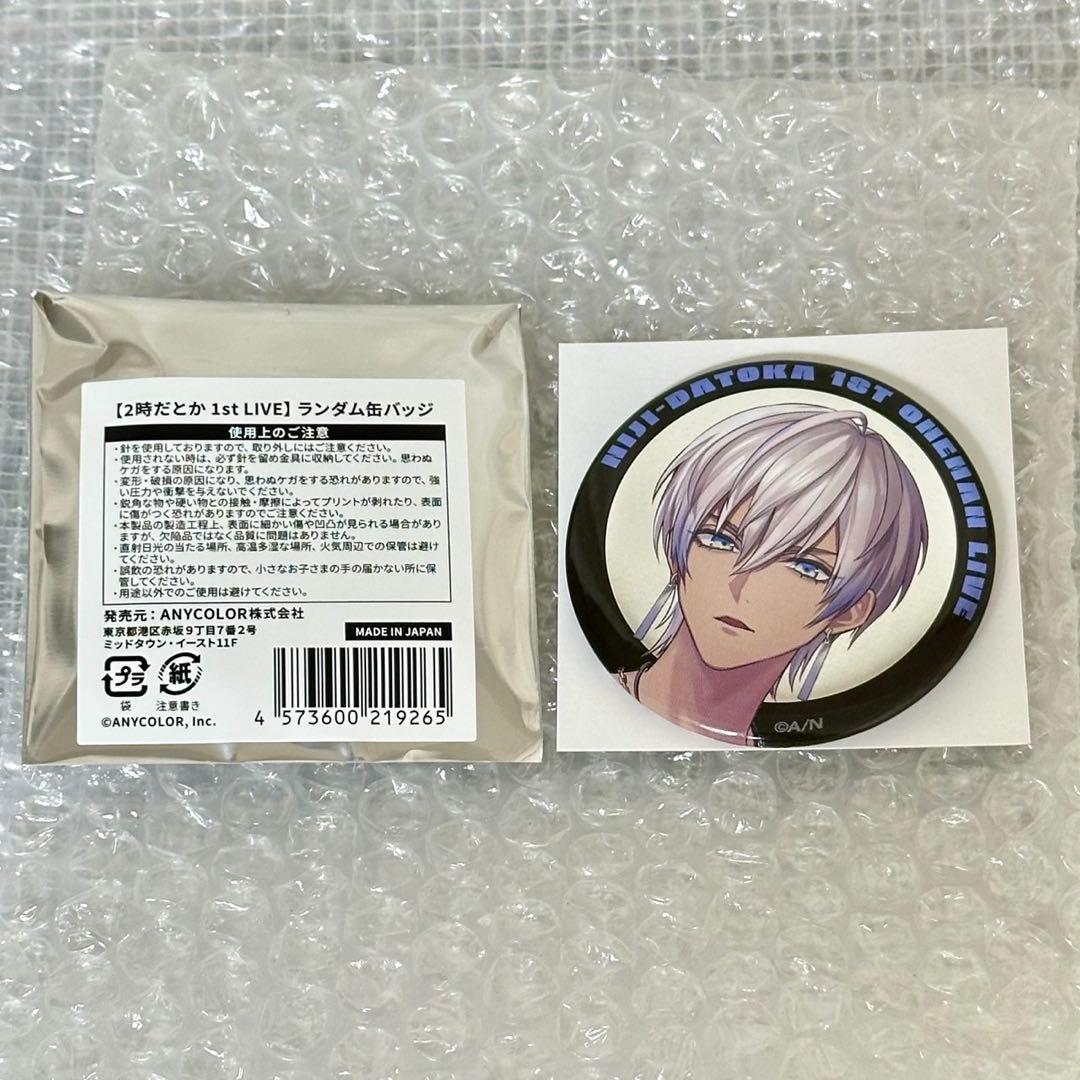 【2時だとか 1st LIVE】ランダム缶バッジ
使用上のご注意
・針を使用しておりますので、取り外しにはご注意ください。
・使用されない時は、必ず針を留め金具に収納してください。思わぬ
ケガをする原因になります。
・変形・破損の原因になり、思わぬケガをする恐れがありますので、強
い圧力や衝撃を与えないでください。
・鋭角な物や硬い物との接触・摩擦によってプリントが剥れたり、表面
に傷がつく恐れがありますのでご注意ください。
・本製品の製造工程上、表面に細かい傷や凹凸が見られる場合があり
ますが、欠陥品ではなく品質に問題はありません。
・直射日光の当たる場所、高温多湿な場所、火気周辺での保管は避け
てください。
・誤飲の恐れがありますので、小さなお子さまの手の届かない所に保
管してください。
・用途以外でのご使用は避けてください。
発売元：ANYCOLOR株式会社
東京都港区赤坂9丁目7番2号
ミッドタウン・イースト11F
MADE IN JAPAN
プラ
紙
袋 注意書き
©ANYCOLOR, Inc.
4 573600 219265
NIJI-DATOKA 1ST ONEMAN LIVE
©A/N